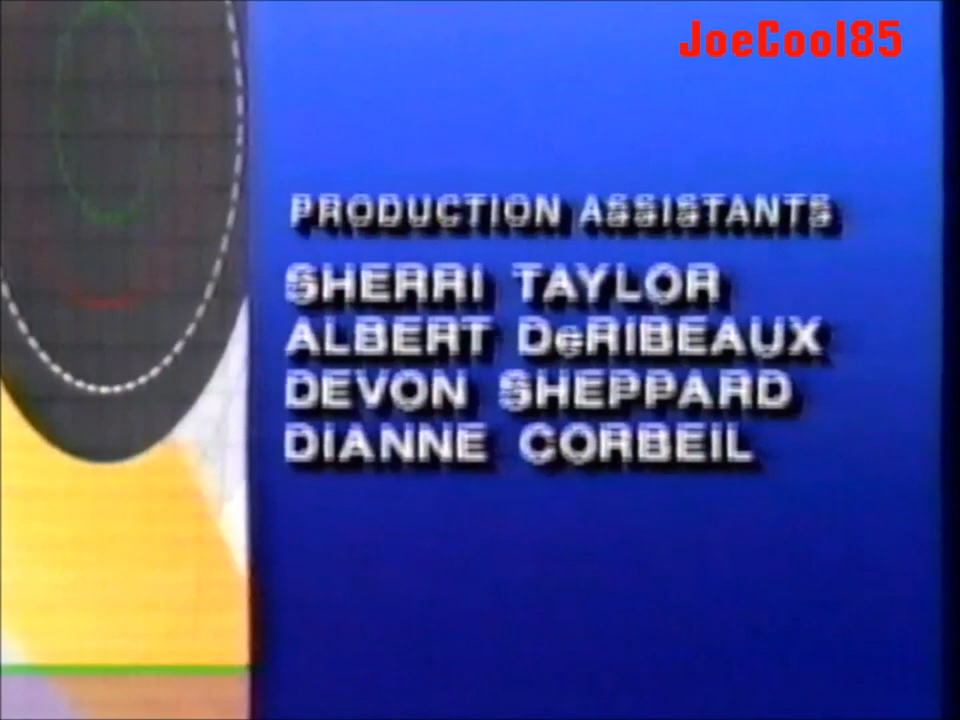 JoeCool85
PRODUCTION ASSISTANTS
SHERRI TAYLOR
ALBERT DeRIBEAUX
DEVON SHEPPARD
DIANNE CORBEIL